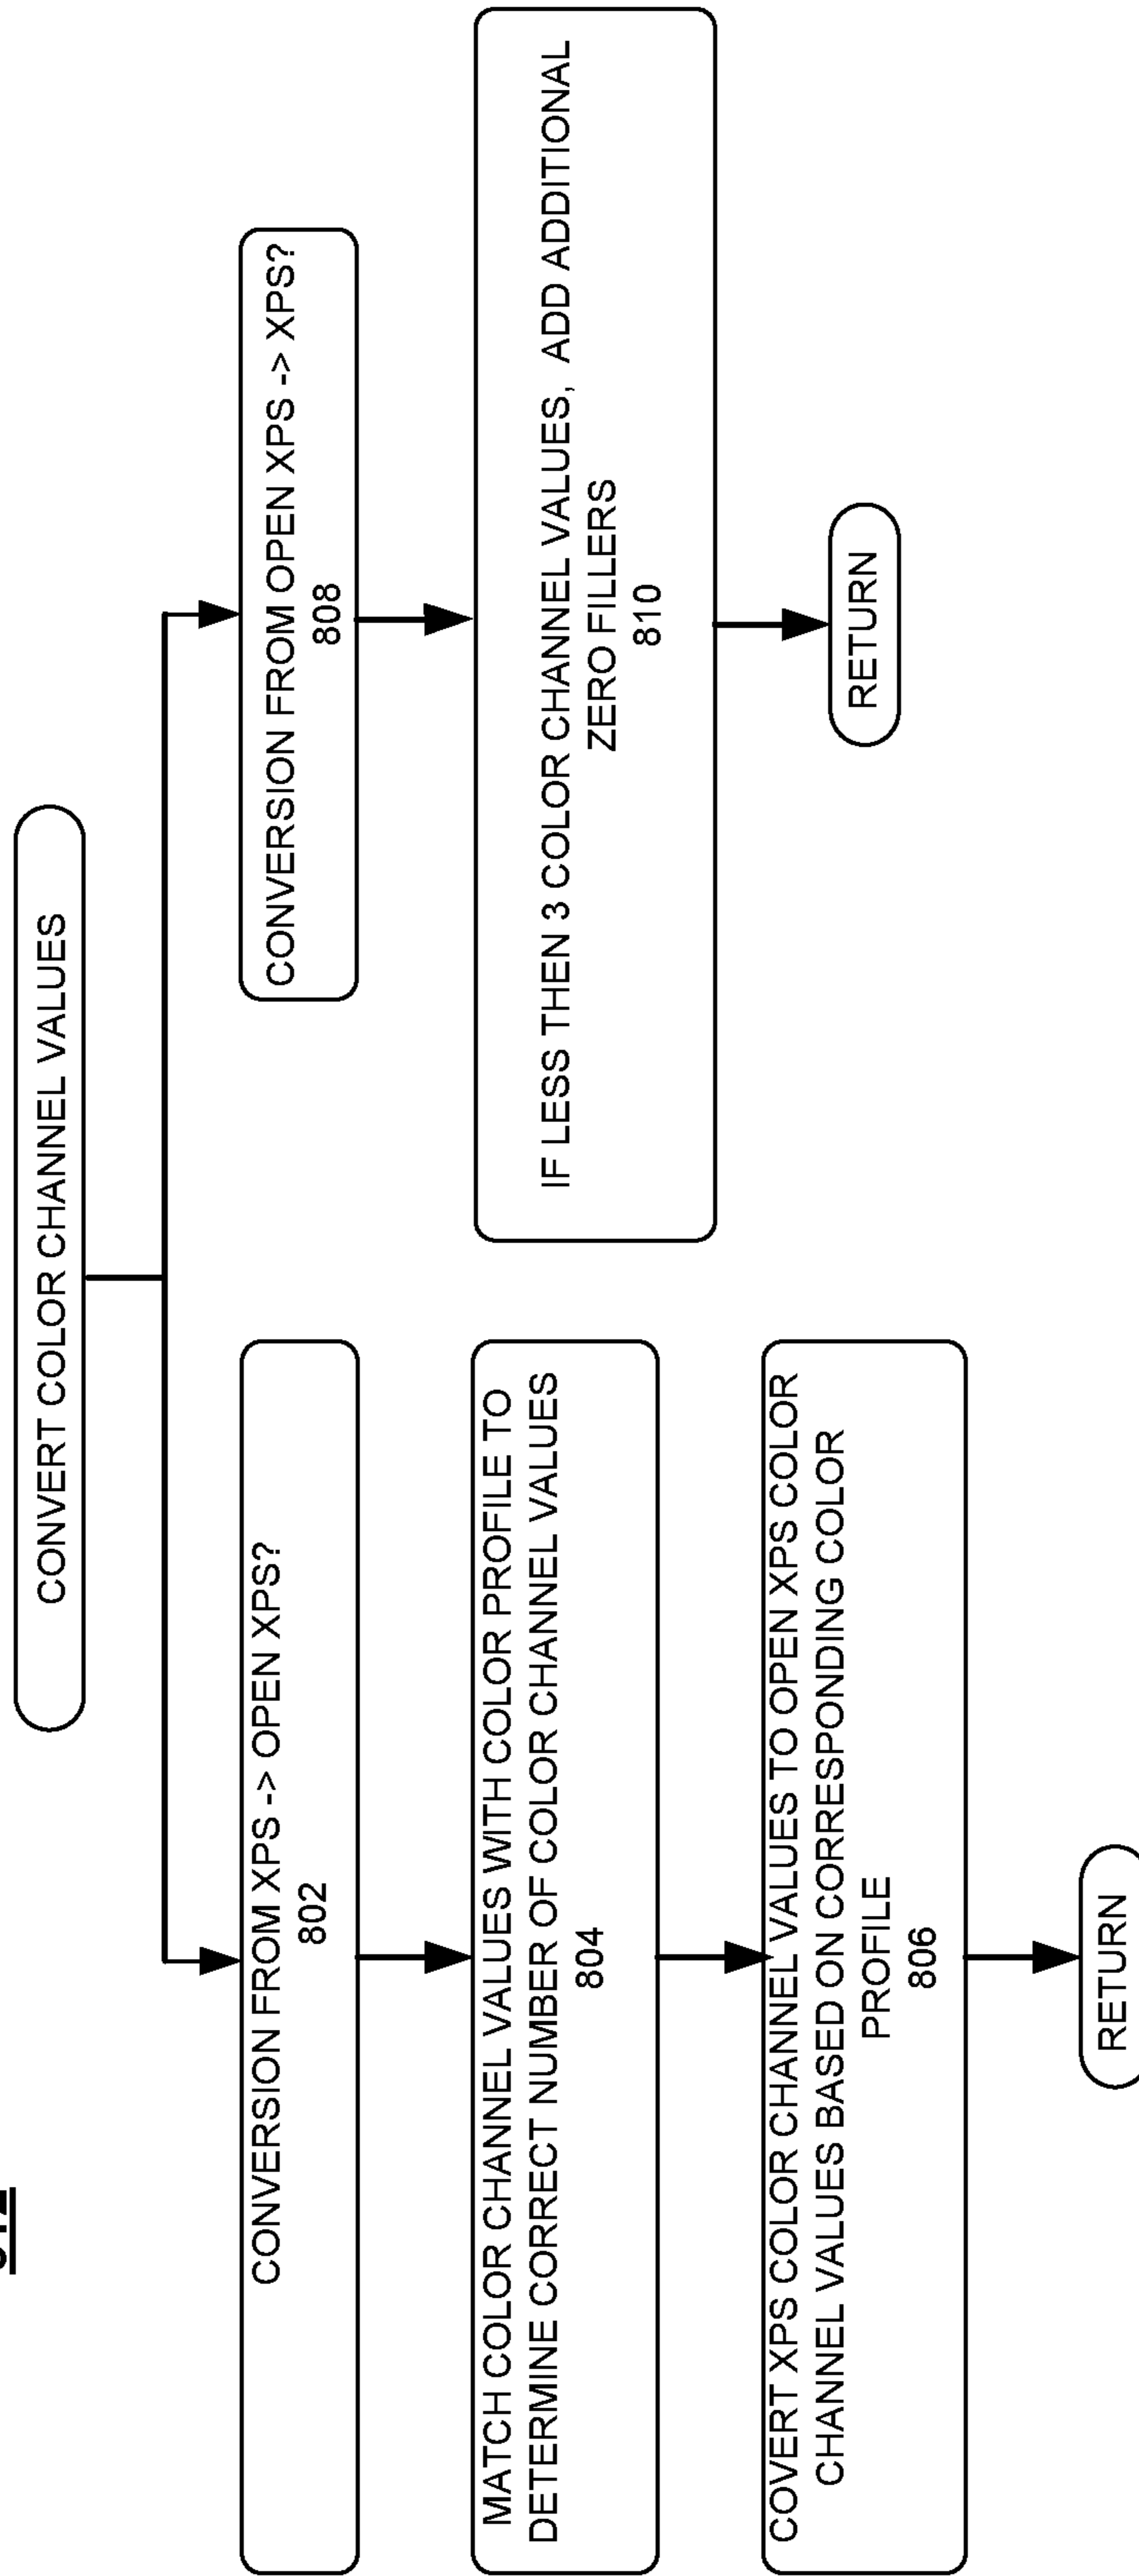 CONVERT COLOR CHANNEL VALUES
CONVERSION FROM XPS -> OPEN XPS?
802
MATCH COLOR CHANNEL VALUES WITH COLOR PROFILE TO
DETERMINE CORRECT NUMBER OF COLOR CHANNEL VALUES
804
COVERT XPS COLOR CHANNEL VALUES TO OPEN XPS COLOR
CHANNEL VALUES BASED ON CORRESPONDING COLOR
PROFILE
806
RETURN
CONVERSION FROM OPEN XPS -> XPS?
808
IF LESS THEN 3 COLOR CHANNEL VALUES, ADD ADDITIONAL
ZERO FILLERS
810
RETURN